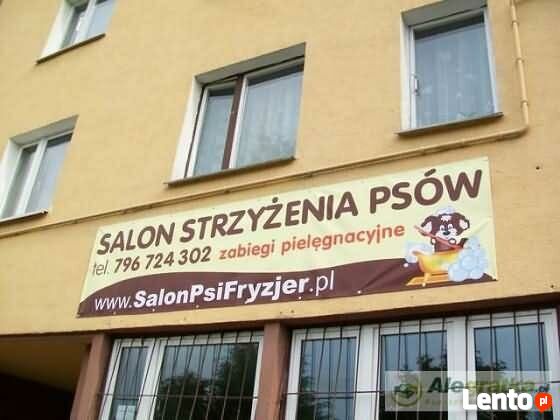 SALON STRZYŻENIA PSÓW
tel. 796 724 302 zabiegi pielęgnacyjne
www.SalonPsiFryzjer.pl
Lento.pl